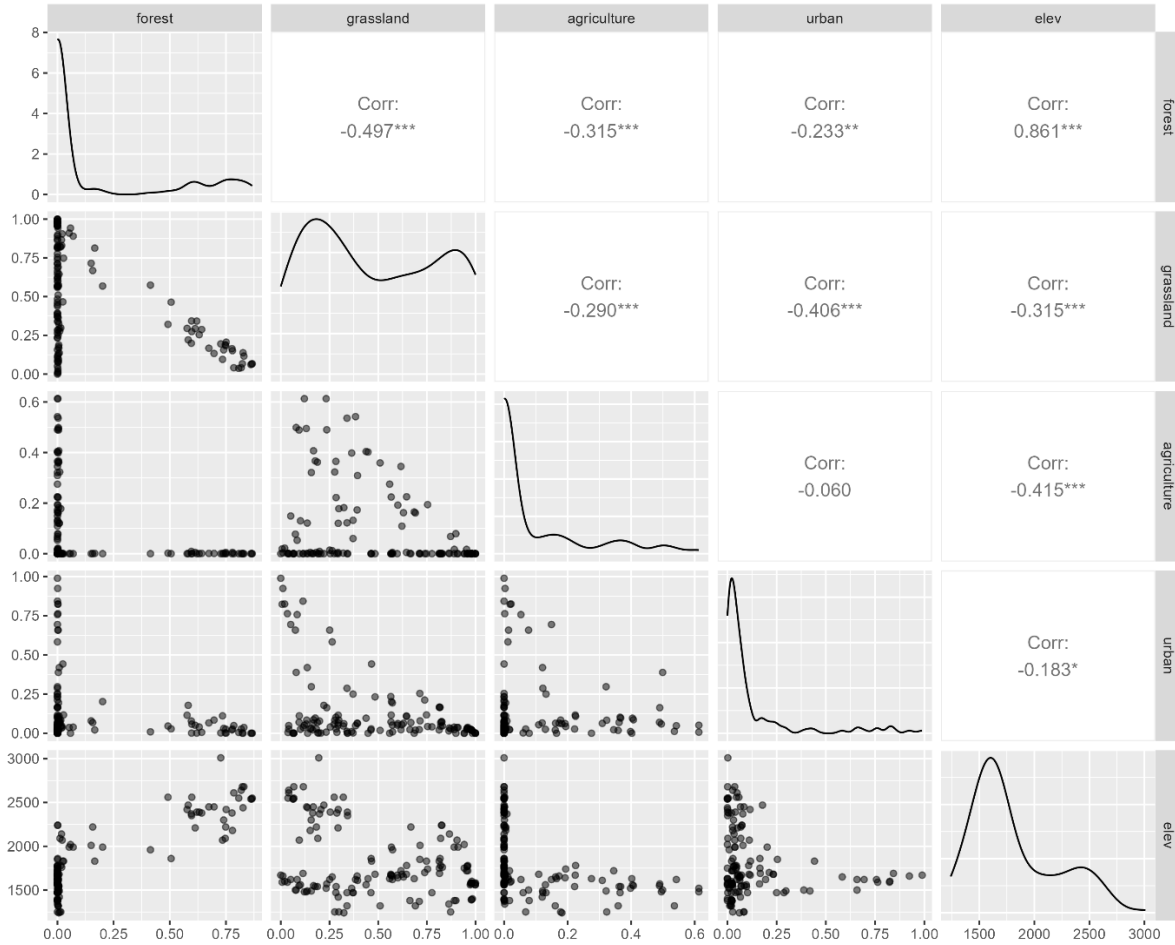 forest grassland agriculture urban elev
8
6
4
2
0
Corr: Corr: Corr: Corr:
-0.497*** -0.315*** -0.233** 0.861***
forest
1.00
0.75
0.50
0.25
0.00
Corr: Corr: Corr:
-0.290*** -0.406*** -0.315***
grassland
0.6
0.4
0.2
0.0
Corr: Corr:
-0.060 -0.415***
agriculture
1.00
0.75
0.50
0.25
0.00
Corr:
-0.183*
urban
3000
2500
2000
1500
elev
0.00 0.25 0.50 0.75 0.00 0.25 0.50 0.75 1.00 0.0 0.2 0.4 0.6 0.00 0.25 0.50 0.75 1.00 1500 2000 2500 3000